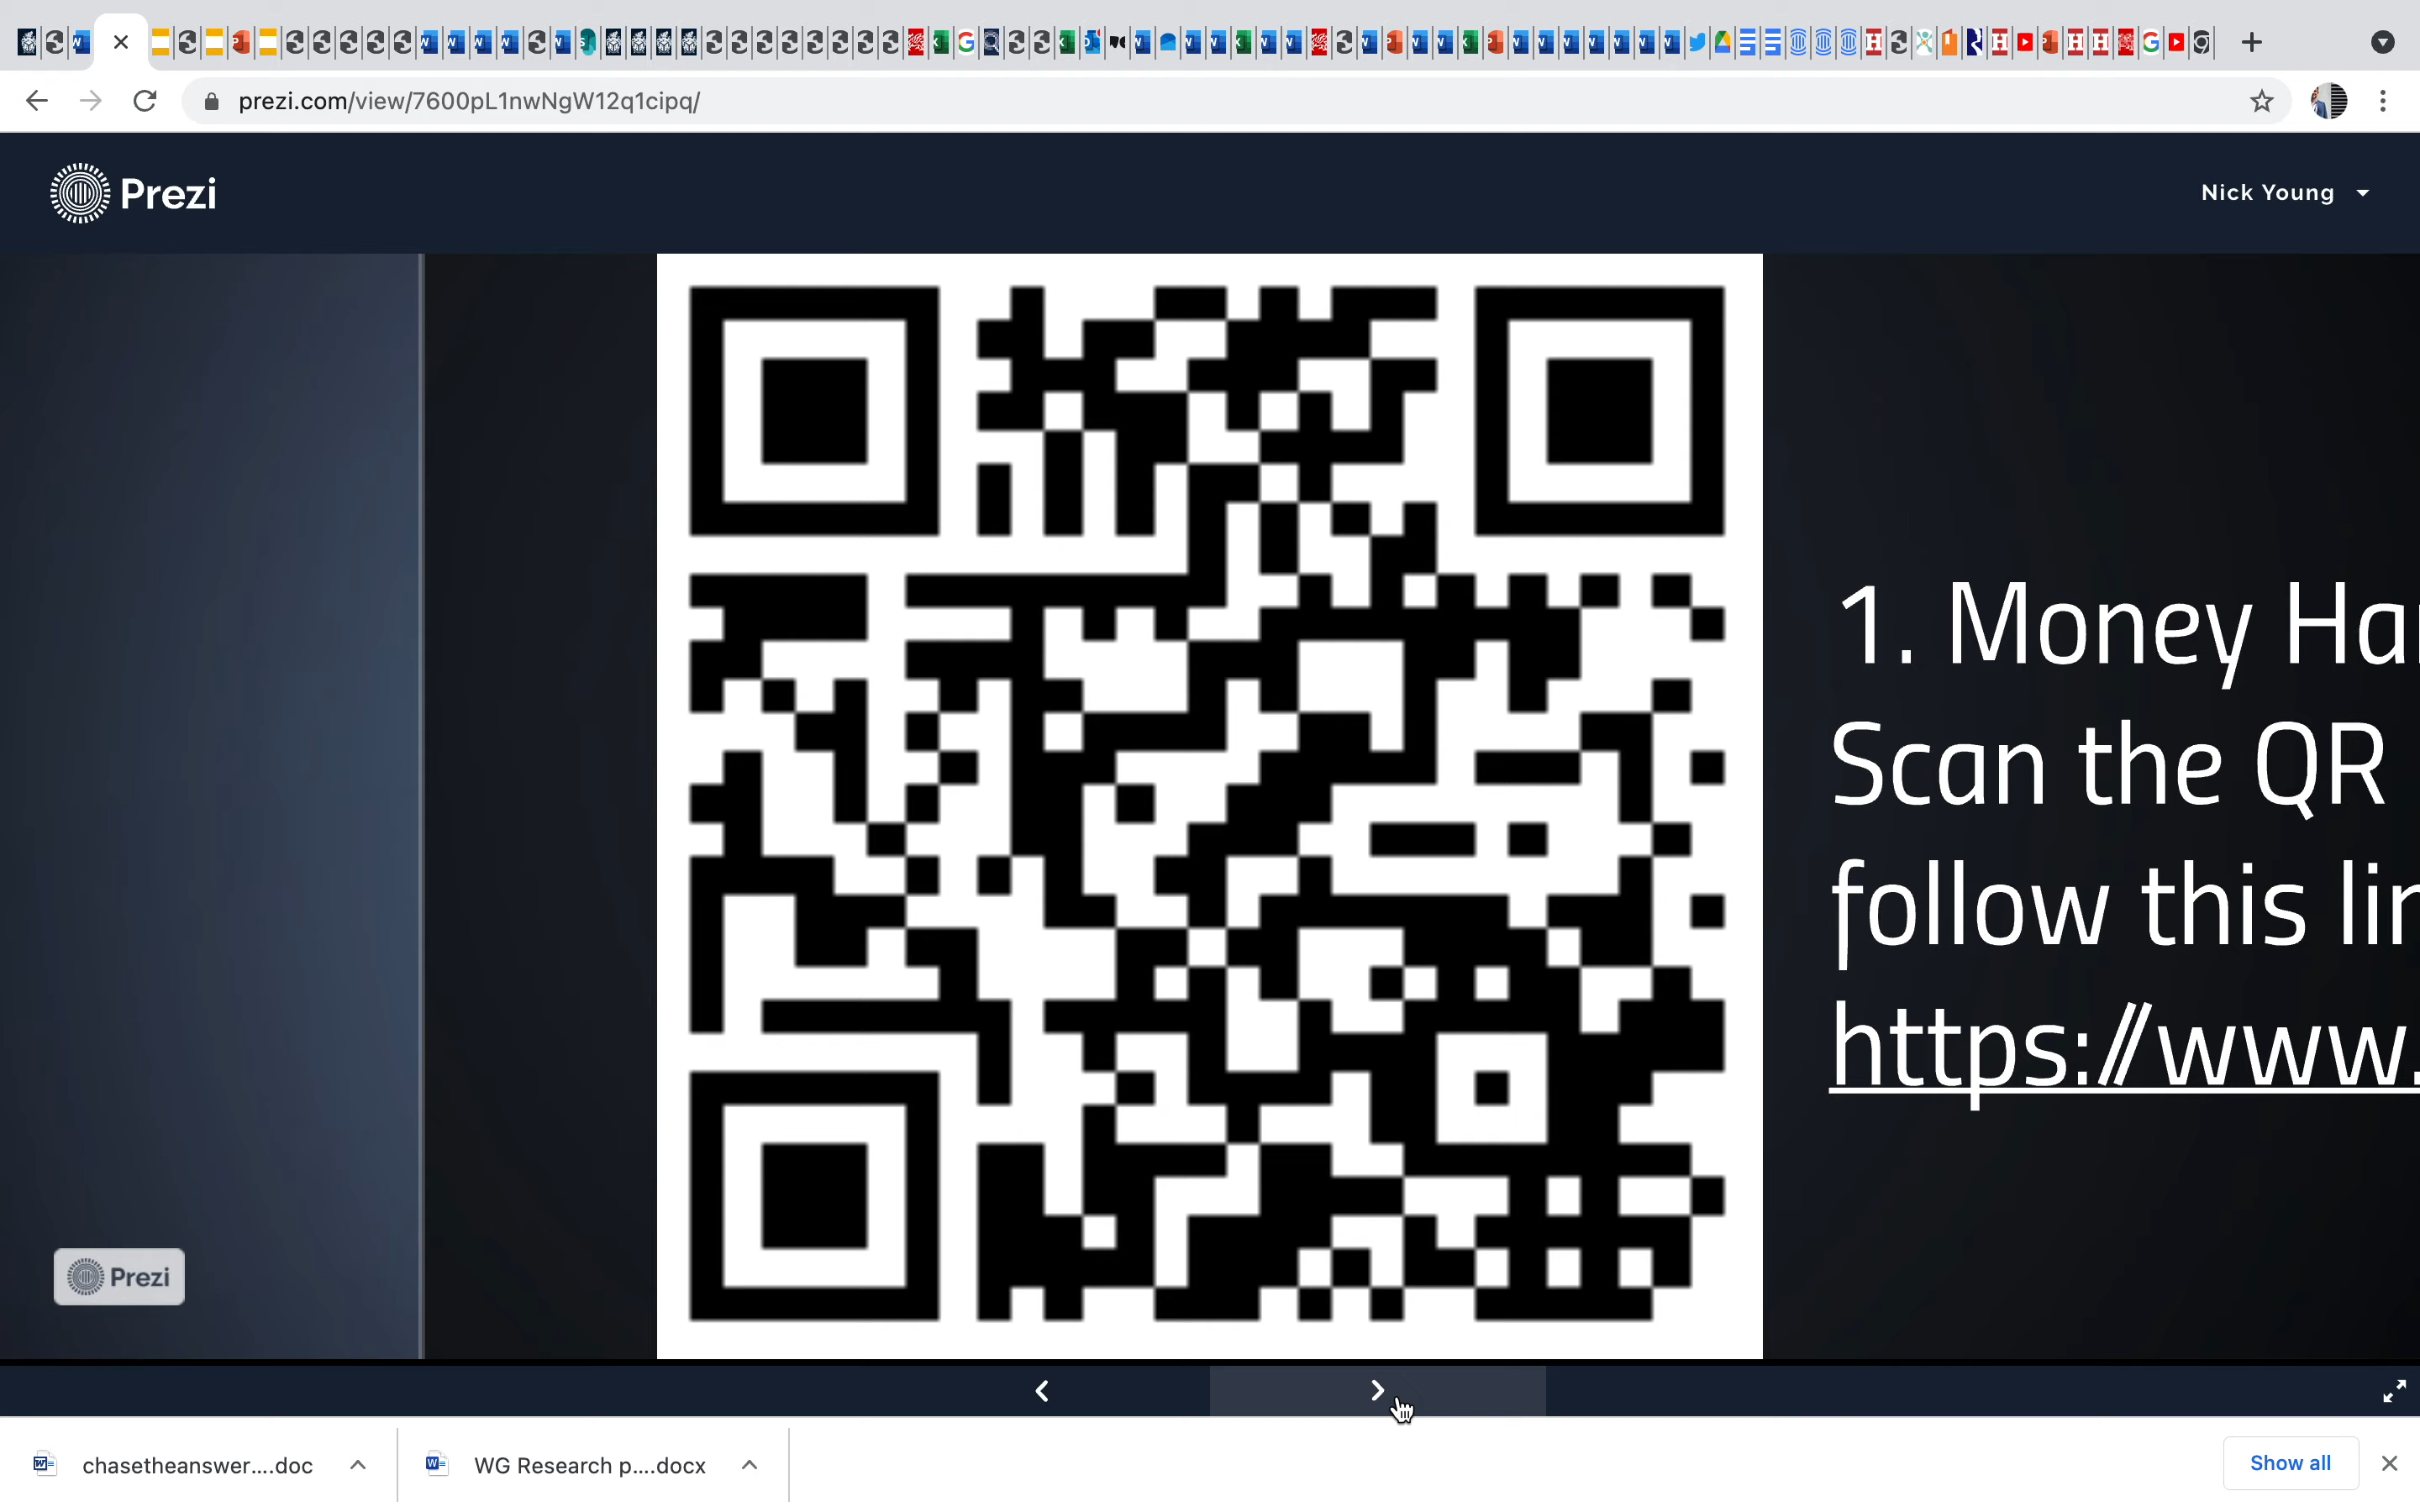 prezi.com/view/7600pL1nwNgW12q1cipq/
Prezi
Nick Young
1. Money Ha
Scan the QR
follow this lin
https://www.
Prezi
chasetheanswer....doc
WG Research p....docx
Show all